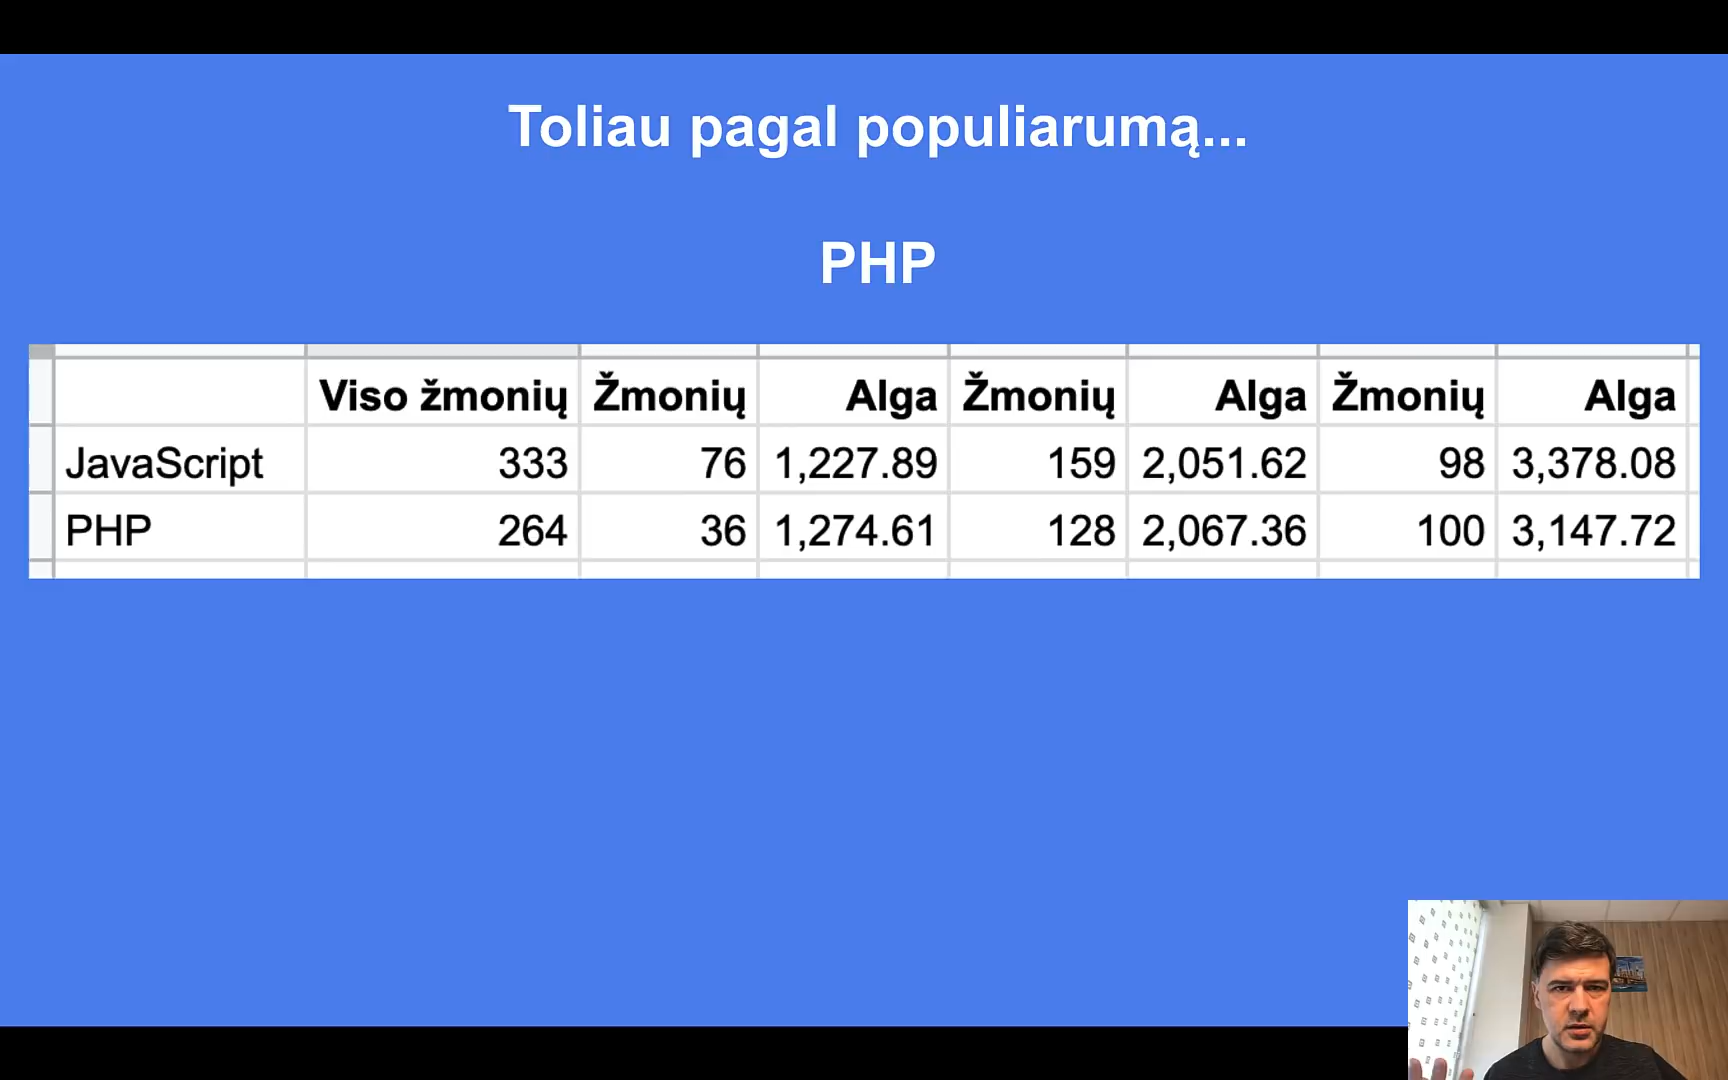 Toliau pagal populiarumą...
PHP
Viso žmonių Žmonių Alga Žmonių Alga Žmonių Alga
JavaScript 333 76 1,227.89 159 2,051.62 98 3,378.08
PHP 264 36 1,274.61 128 2,067.36 100 3,147.72